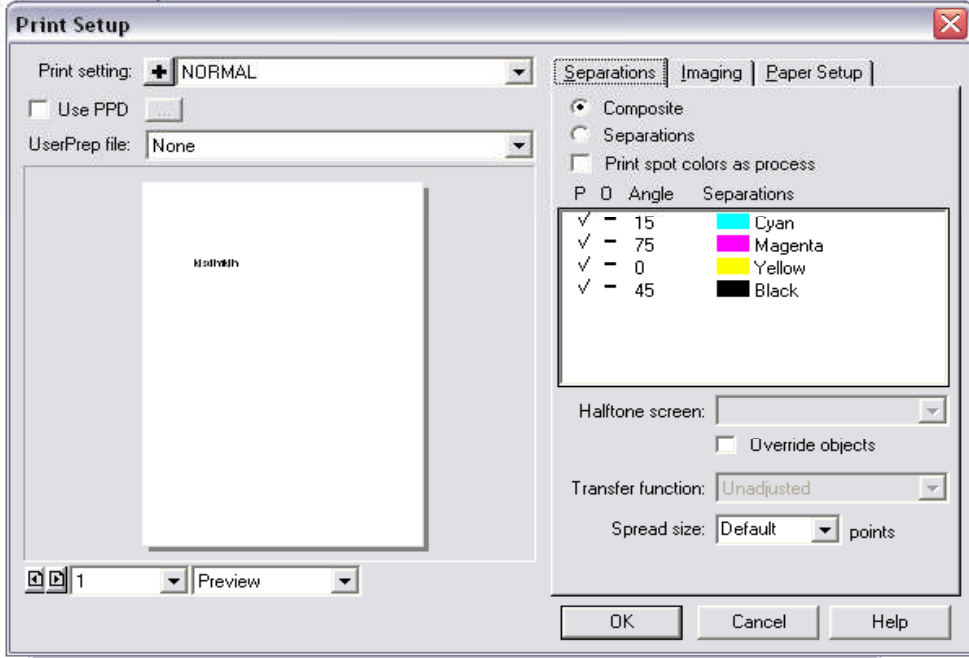 Print Setup
Print setting: NORMAL
Use PPD ...
UserPrep file: None
1 Preview
Separations Imaging Paper Setup
Composite
Separations
Print spot colors as process
P O Angle Separations
15 Cyan
75 Magenta
0 Yellow
45 Black
Halftone screen:
Override objects
Transfer function: Unadjusted
Spread size: Default points
OK Cancel Help